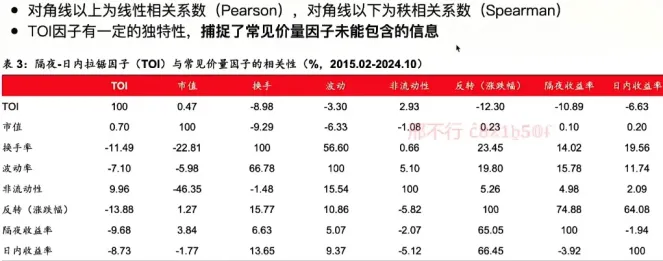 • 对角线以上为线性相关系数（Pearson），对角线以下为秩相关系数（Spearman）
• TOI因子有一定的独特性，捕捉了常见价量因子未能包含的信息
表 3：隔夜-日内拉锯因子（TOI）与常见价量因子的相关性（%，2015.02-2024.10）
TOI 市值 换手 波动 非流动性 反转（涨跌幅） 隔夜收益率 日内收益率
TOI 100 0.47 -8.98 -3.30 2.93 -12.30 -10.89 -6.63
市值 0.70 100 -9.29 -6.33 -1.08 0.23 0.10 0.20
换手率 -11.49 -22.81 100 56.60 0.66 23.45 14.02 19.56
波动率 -7.10 -5.98 66.78 100 5.10 19.80 15.78 11.74
非流动性 9.96 -46.35 -1.48 15.54 100 5.26 4.98 2.09
反转（涨跌幅） -13.88 1.27 15.77 10.86 -5.82 100 74.88 64.08
隔夜收益率 -9.68 3.84 6.63 5.07 -2.07 65.05 100 -1.94
日内收益率 -8.73 -1.77 13.65 9.37 -5.12 66.45 -3.92 100